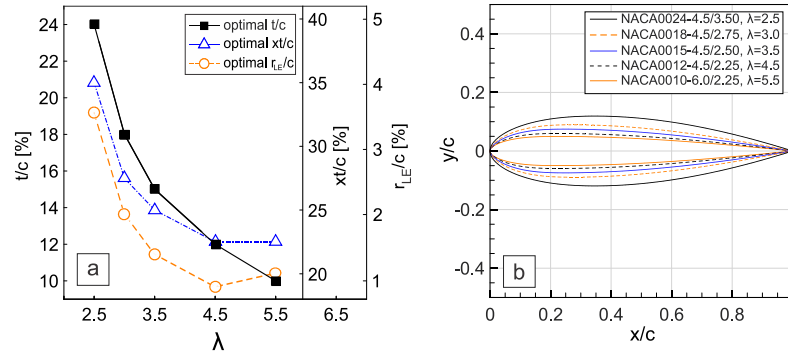 optimal t/c
optimal xt/c
optimal r_LE/c
t/c [%]
24
22
20
18
16
14
12
10
xt/c [%]
40
35
30
25
20
r_LE/c [%]
5
4
3
2
1
2.5 3.5 4.5 5.5 6.5
λ
a
NACA0024-4.5/3.50, λ=2.5
NACA0018-4.5/2.75, λ=3.0
NACA0015-4.5/2.50, λ=3.5
NACA0012-4.5/2.25, λ=4.5
NACA0010-6.0/2.25, λ=5.5
y/c
0.4
0.2
0
-0.2
-0.4
0 0.2 0.4 0.6 0.8
x/c
b